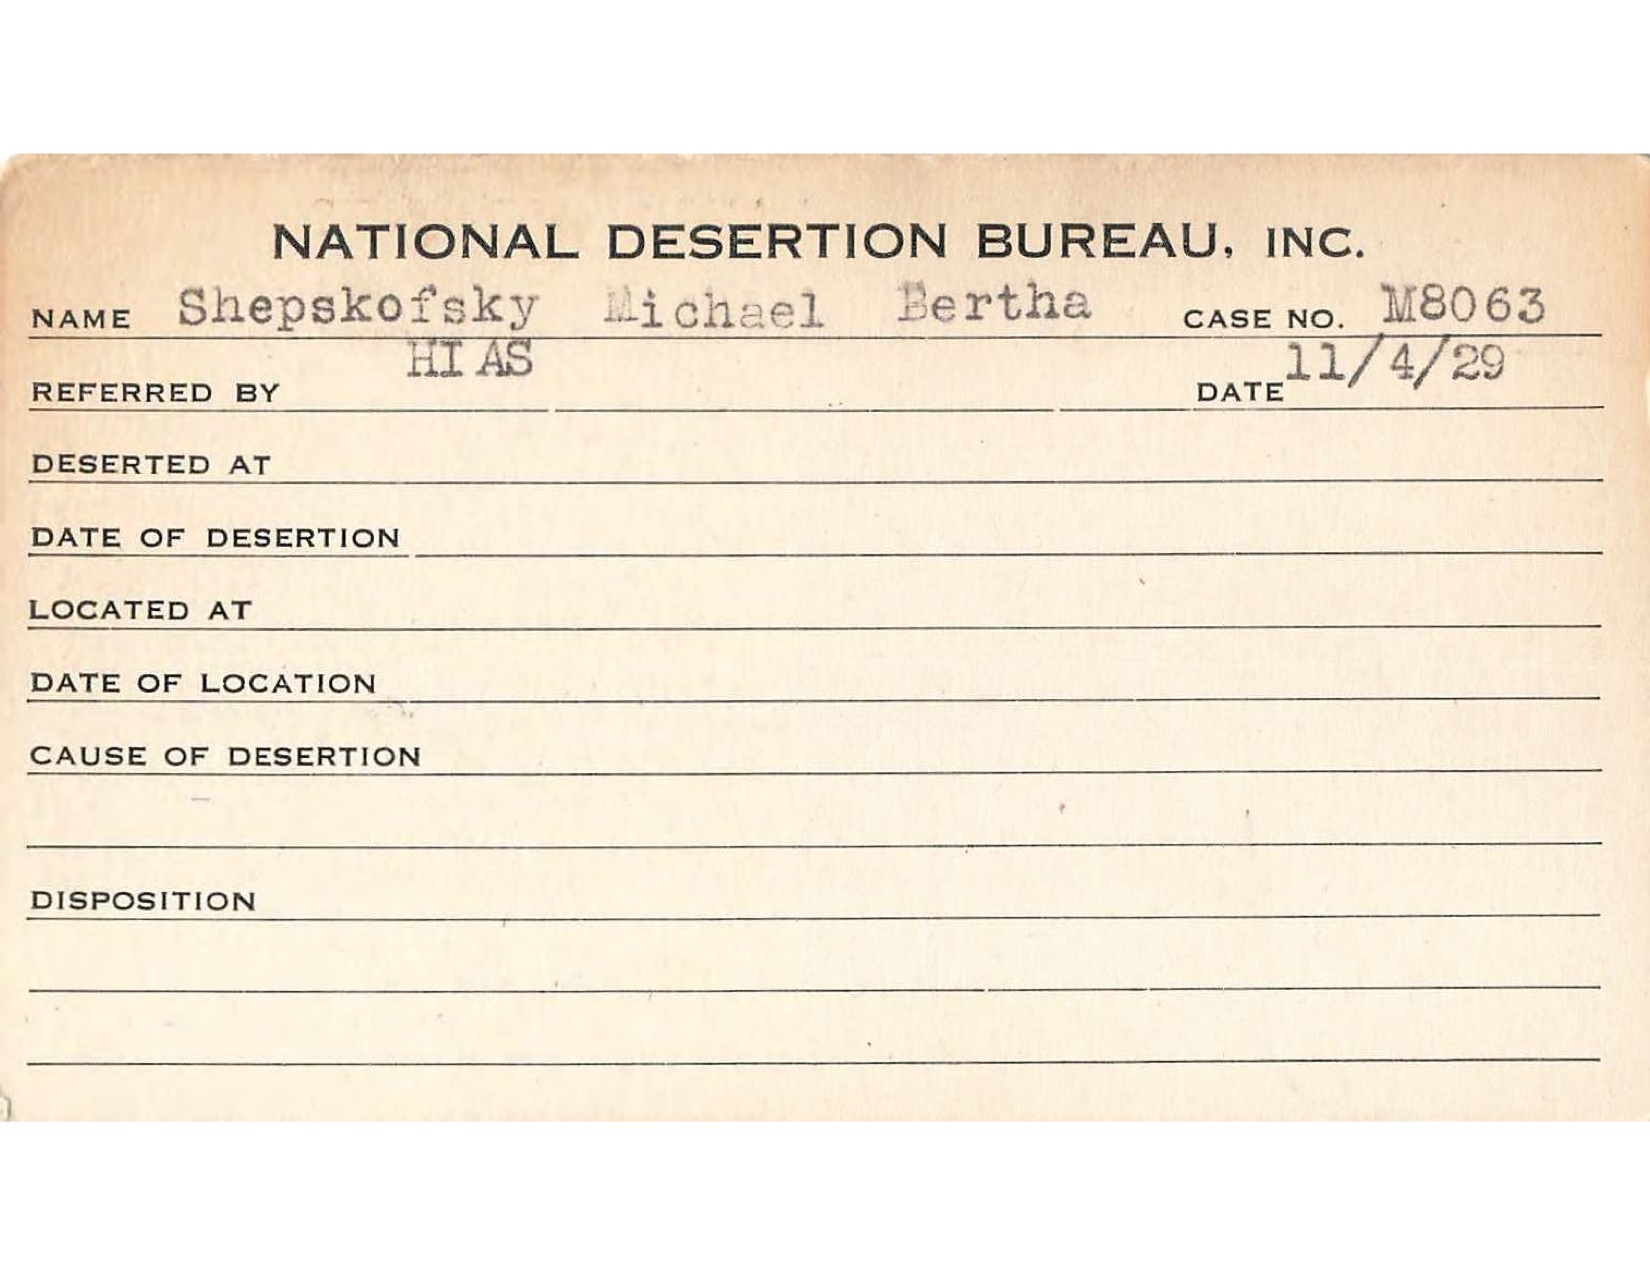 NATIONAL DESERTION BUREAU, INC.
NAME Shepskofsky Michael Bertha CASE NO. M8063
REFERRED BY HIAS DATE 11/4/29
DESERTED AT
DATE OF DESERTION
LOCATED AT
DATE OF LOCATION
CAUSE OF DESERTION
DISPOSITION